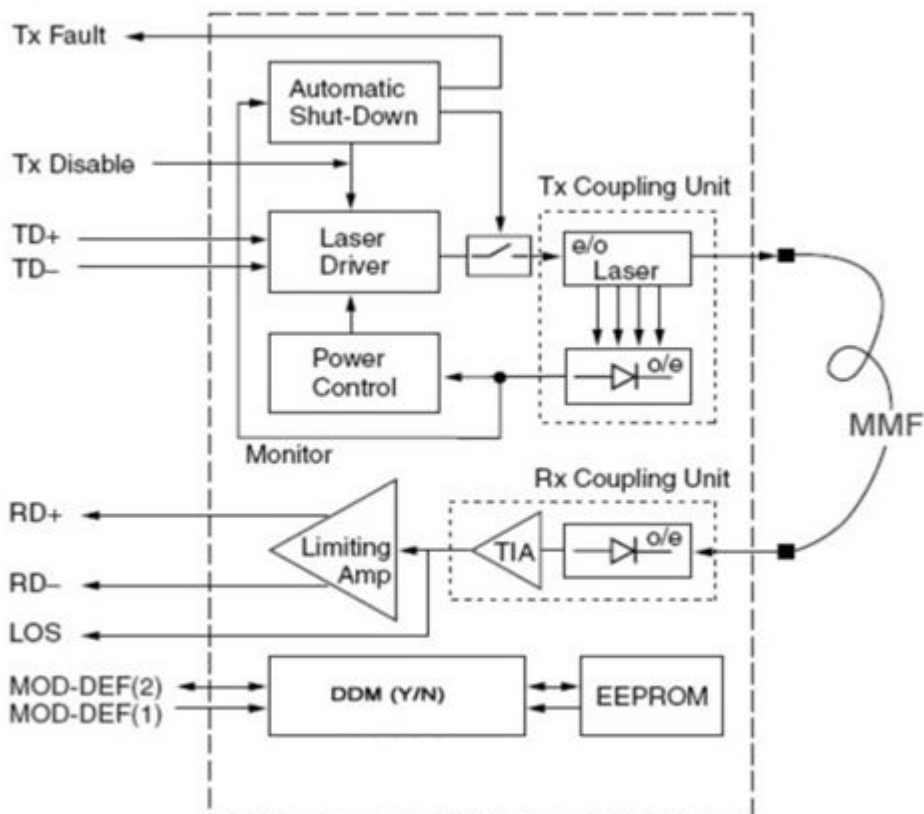 Tx Fault
Automatic
Shut-Down
Tx Disable
Tx Coupling Unit
TD+
TD–
Laser
Driver
e/o
Laser
Power
Control
o/e
MMF
Monitor
Rx Coupling Unit
RD+
RD–
Limiting
Amp
TIA
o/e
LOS
MOD-DEF(2)
MOD-DEF(1)
DDM (Y/N)
EEPROM